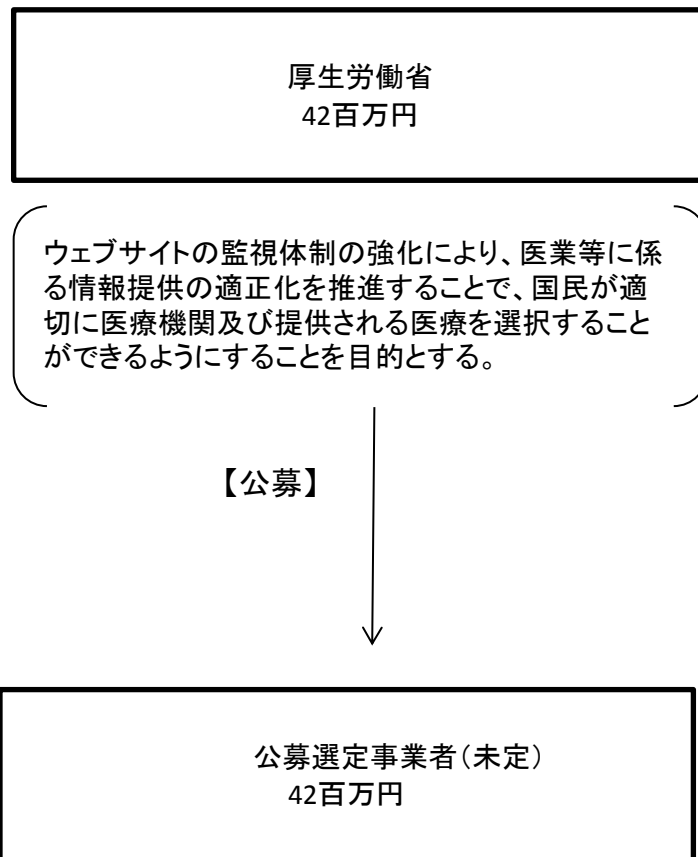 厚生労働省
42百万円
ウェブサイトの監視体制の強化により、医業等に係
る情報提供の適正化を推進することで、国民が適
切に医療機関及び提供される医療を選択すること
ができるようにすることを目的とする。
【公募】
公募選定事業者(未定)
42百万円